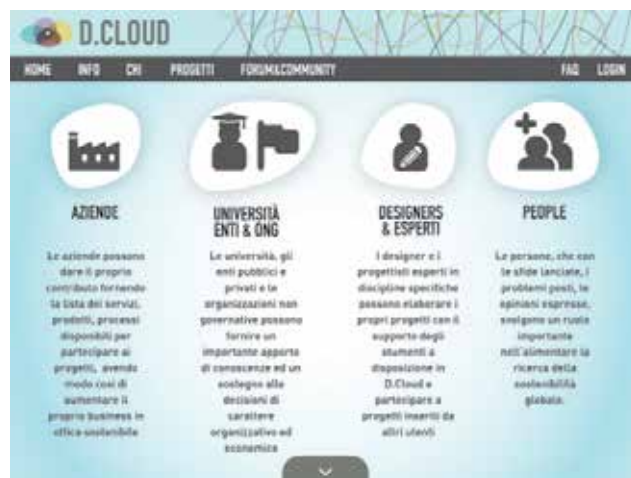 D.CLOUD
HOME INFO CHI PROGETTI FORUM&COMMUNITY FAQ LOGIN
AZIENDE
Le aziende possono
dare il proprio
contributo fornendo
la lista dei servizi,
prodotti, processi
disponibili per
partecipare ai
progetti, avendo
modo così di
aumentare il
proprio business in
ottica sostenibile
UNIVERSITÀ
ENTI & ONG
Le università, gli
enti pubblici e
privati e le
organizzazioni non
governative possono
fornire un
importante apporto
di conoscenze ed un
sostegno alle
decisioni di
carattere
organizzativo ed
economico
DESIGNERS
& ESPERTI
I designer e i
progettisti esperti in
discipline specifiche
possono elaborare i
propri progetti con il
supporto degli
strumenti a
disposizione in
D.Cloud e
partecipare a
progetti inseriti da
altri utenti
PEOPLE
Le persone, che con
le sfide lanciate, i
problemi posti, le
opinioni espresse,
svolgono un ruolo
importante
nell'alimentare la
ricerca della
sostenibilità
globale.